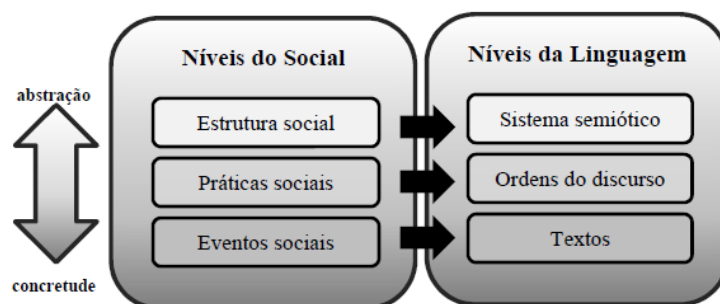 Níveis do Social
Níveis da Linguagem
abstração
Estrutura social
Sistema semiótico
Práticas sociais
Ordens do discurso
Eventos sociais
Textos
concretude